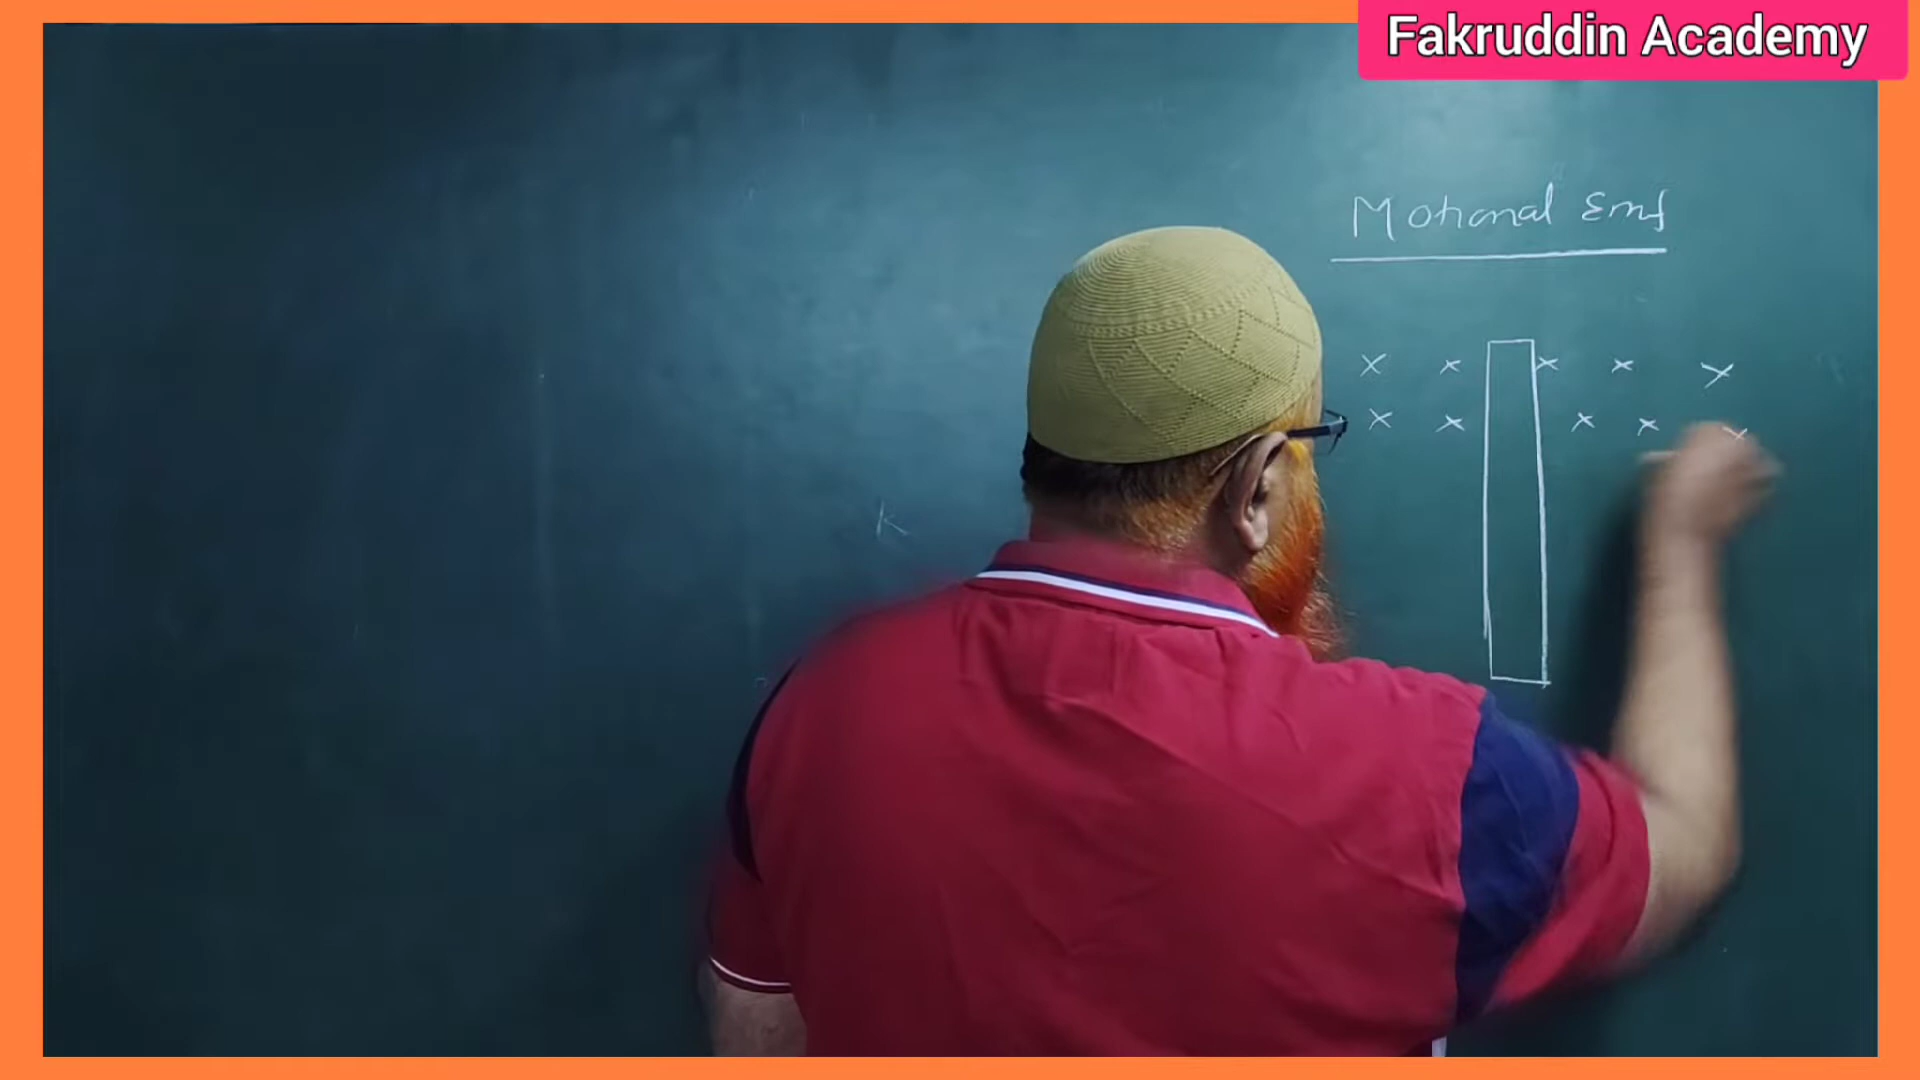 Fakruddin Academy
Motional Emf
× × × × ×
× × × × ×
k